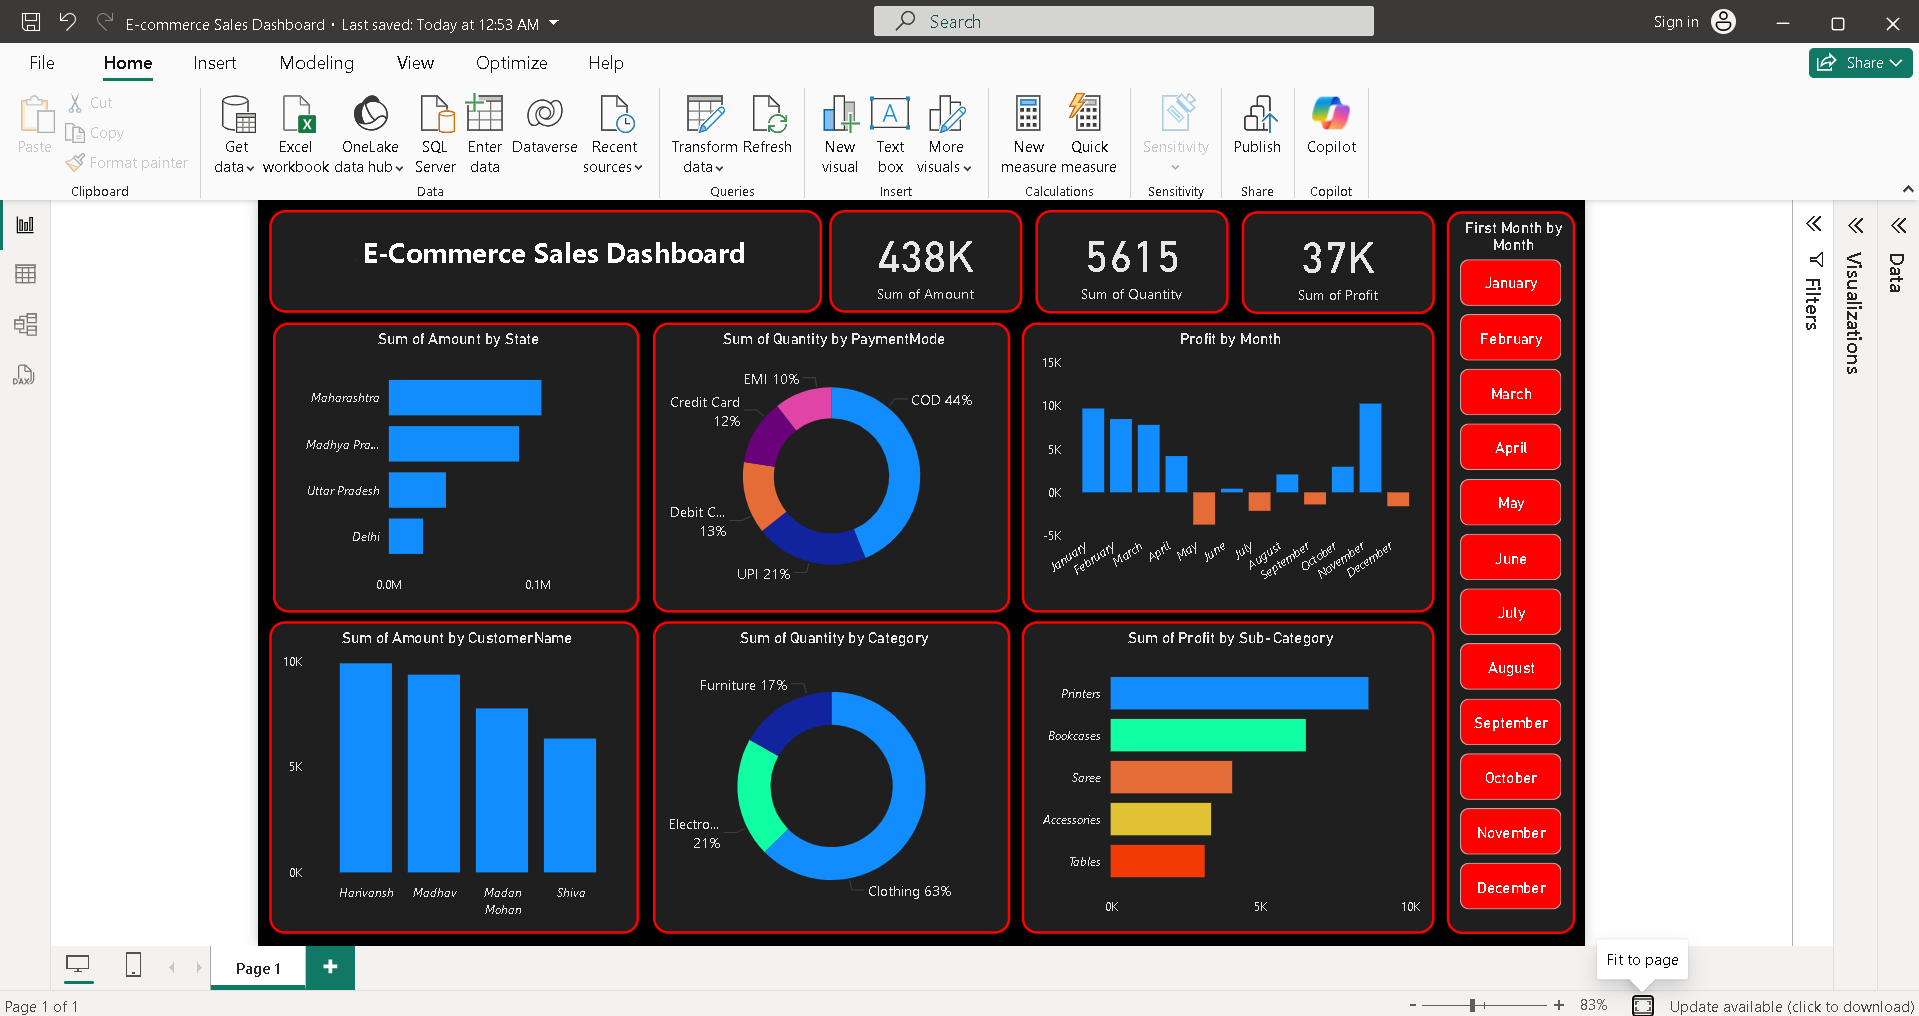 E-commerce Sales Dashboard • Last saved: Today at 12:53 AM
Search
Sign in
File
Home
Insert
Modeling
View
Optimize
Help
Share
Paste
Cut
Copy
Format painter
Clipboard
Get data
Excel workbook
OneLake data hub
SQL Server
Enter data
Dataverse
Recent sources
Data
Transform data
Refresh
Queries
New visual
Text box
More visuals
Insert
New measure
Quick measure
Calculations
Sensitivity
Sensitivity
Publish
Share
Copilot
Copilot
E-Commerce Sales Dashboard
438K
Sum of Amount
5615
Sum of Quantity
37K
Sum of Profit
First Month by
Month
January
February
March
April
May
June
July
August
September
October
November
December
Sum of Amount by State
Maharashtra
Madhya Pra...
Uttar Pradesh
Delhi
0.0M
0.1M
Sum of Quantity by PaymentMode
EMI 10%
Credit Card
12%
COD 44%
Debit C...
13%
UPI 21%
Profit by Month
15K
10K
5K
0K
-5K
January
February
March
April
May
June
July
August
September
October
November
December
Sum of Amount by CustomerName
10K
5K
0K
Harivansh
Madhav
Madan
Mohan
Shiva
Sum of Quantity by Category
Furniture 17%
Electro...
21%
Clothing 63%
Sum of Profit by Sub-Category
Printers
Bookcases
Saree
Accessories
Tables
0K
5K
10K
Filters
Visualizations
Data
DAX
Page 1
Fit to page
Page 1 of 1
83%
Update available (click to download)